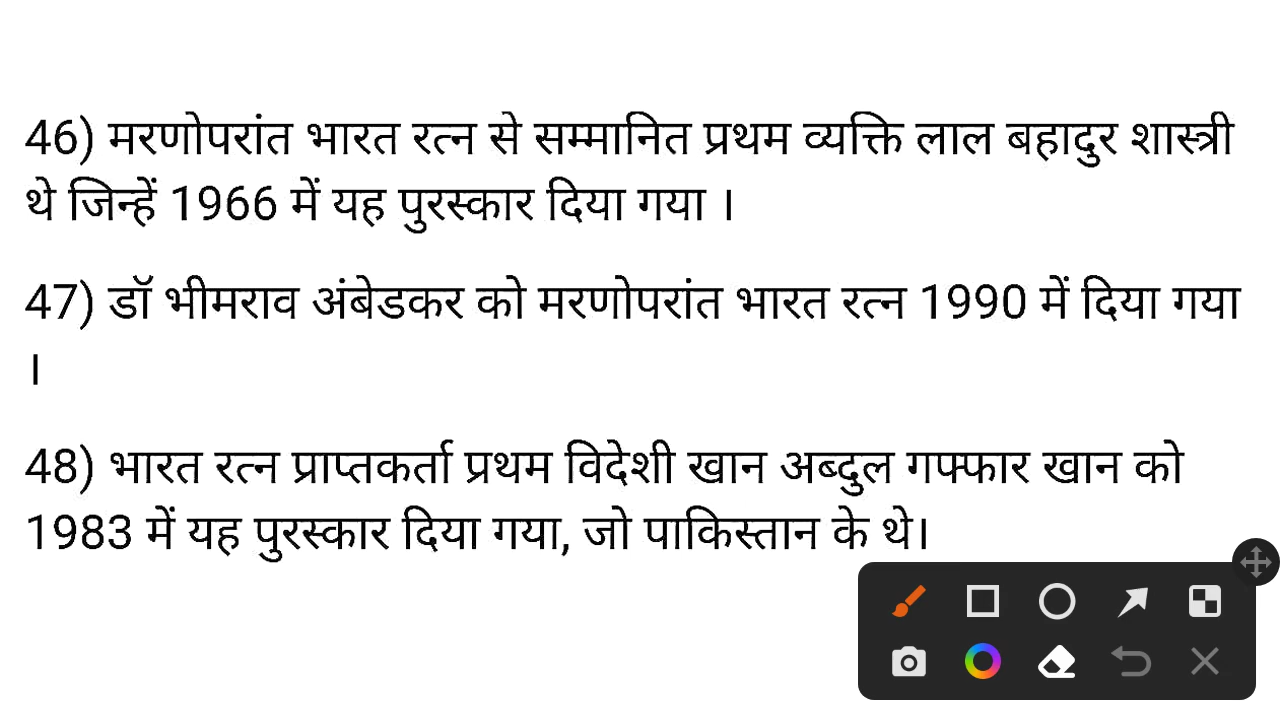 46) मरणोपरांत भारत रत्न से सम्मानित प्रथम व्यक्ति लाल बहादुर शास्त्री
थे जिन्हें 1966 में यह पुरस्कार दिया गया ।
47) डॉ भीमराव अंबेडकर को मरणोपरांत भारत रत्न 1990 में दिया गया
।
48) भारत रत्न प्राप्तकर्ता प्रथम विदेशी खान अब्दुल गफ्फार खान को
1983 में यह पुरस्कार दिया गया, जो पाकिस्तान के थे।